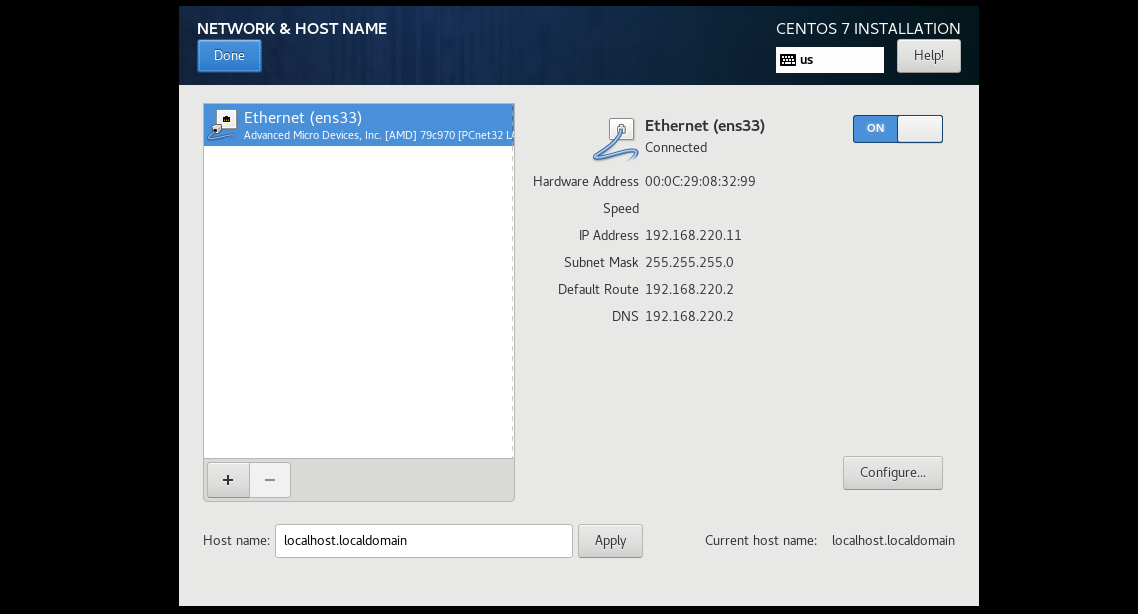 NETWORK & HOST NAME
CENTOS 7 INSTALLATION
Done
us
Help!
Ethernet (ens33)
Advanced Micro Devices, Inc. [AMD] 79c970 [PCnet32
Ethernet (ens33)
Connected
ON
Hardware Address 00:0C:29:08:32:99
Speed
IP Address 192.168.220.11
Subnet Mask 255.255.255.0
Default Route 192.168.220.2
DNS 192.168.220.2
+ −
Configure...
Host name: localhost.localdomain Apply Current host name: localhost.localdomain